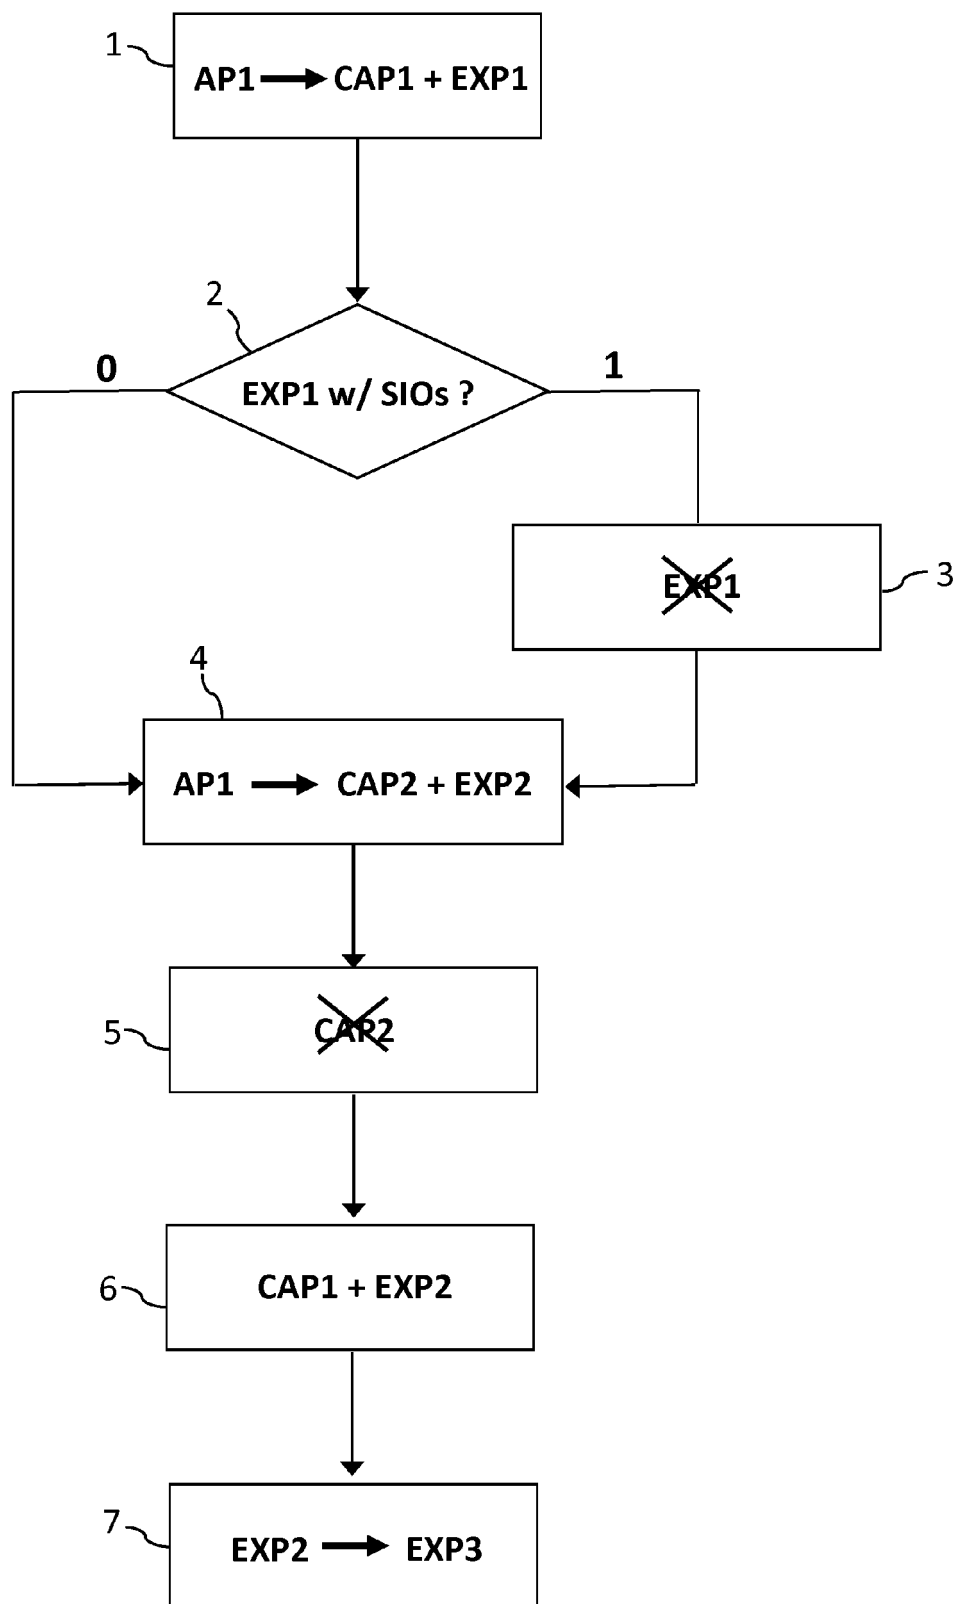 1
AP1 → CAP1 + EXP1
2
0
1
EXP1 w/ SIOs ?
EXP1
3
4
AP1 → CAP2 + EXP2
CAP2
5
CAP1 + EXP2
6
7
EXP2 → EXP3